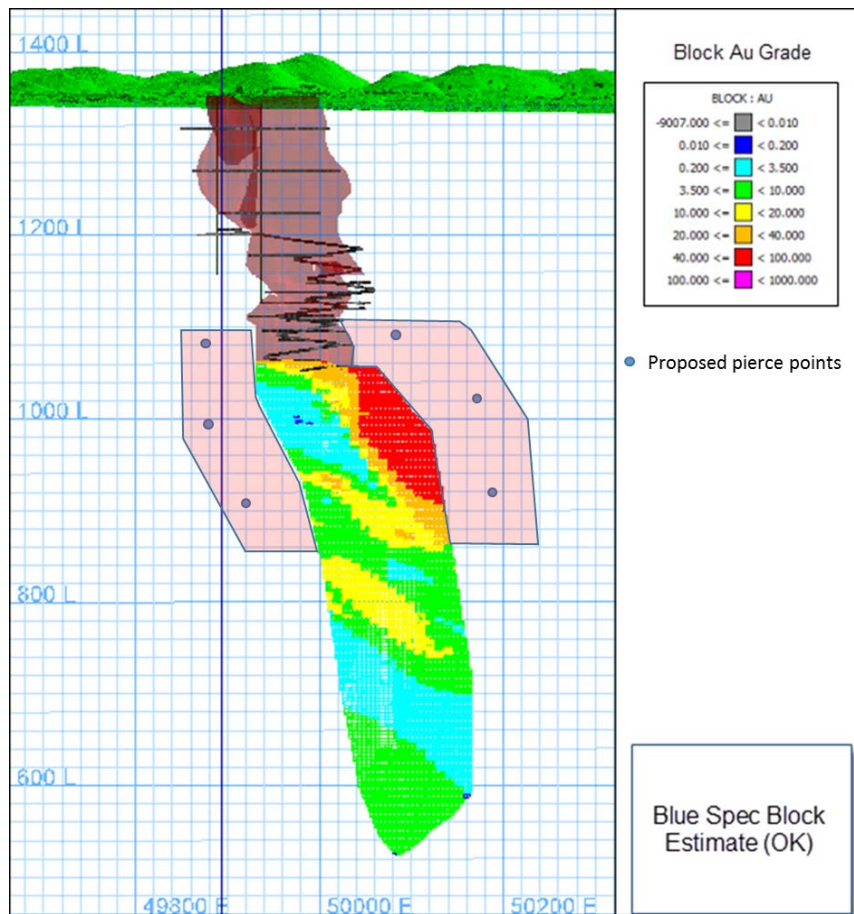 1400 L
1200 L
1000 L
800 L
600 L
49800 E
50000 E
50200 E
Block Au Grade
BLOCK : AU
-9007.000 <= < 0.010
0.010 <= < 0.200
0.200 <= < 3.500
3.500 <= < 10.000
10.000 <= < 20.000
20.000 <= < 40.000
40.000 <= < 100.000
100.000 <= < 1000.000
Proposed pierce points
Blue Spec Block
Estimate (OK)